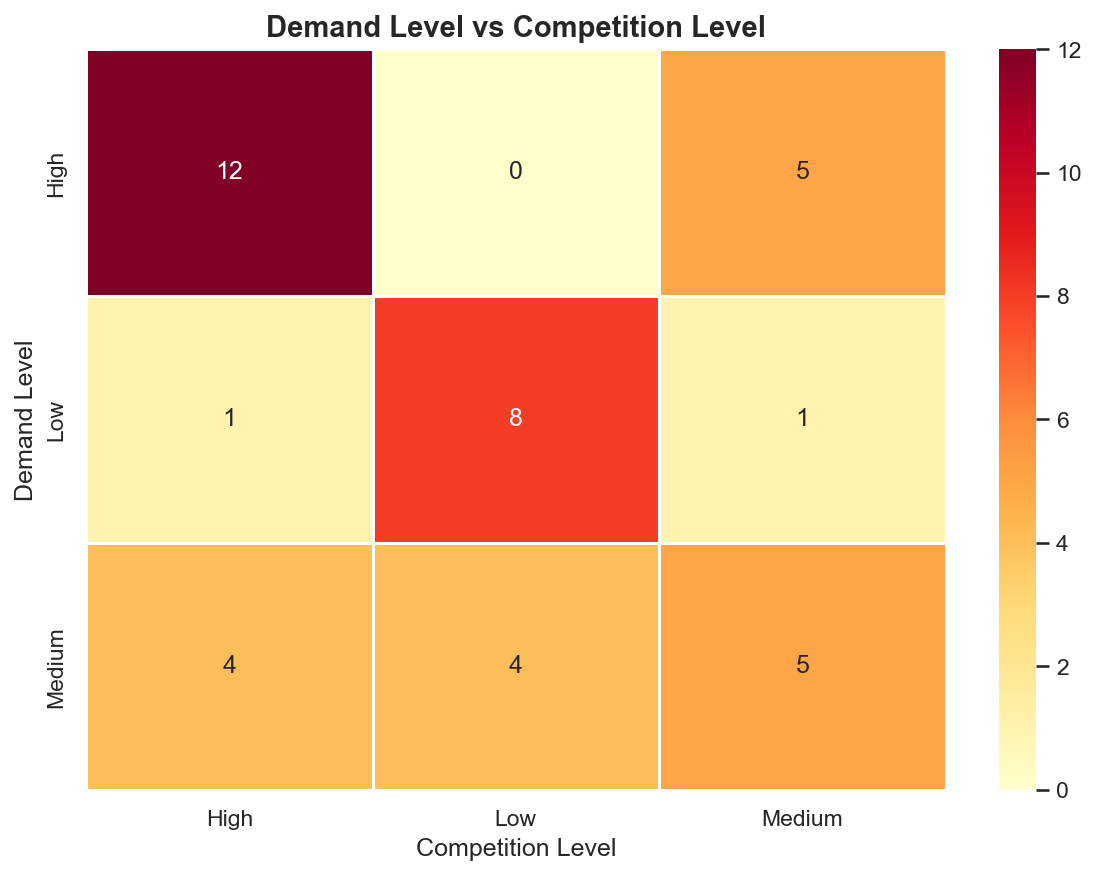 Demand Level vs Competition Level
Demand Level
High
12 0 5
Low
1 8 1
Medium
4 4 5
High Low Medium
Competition Level
12
10
8
6
4
2
0